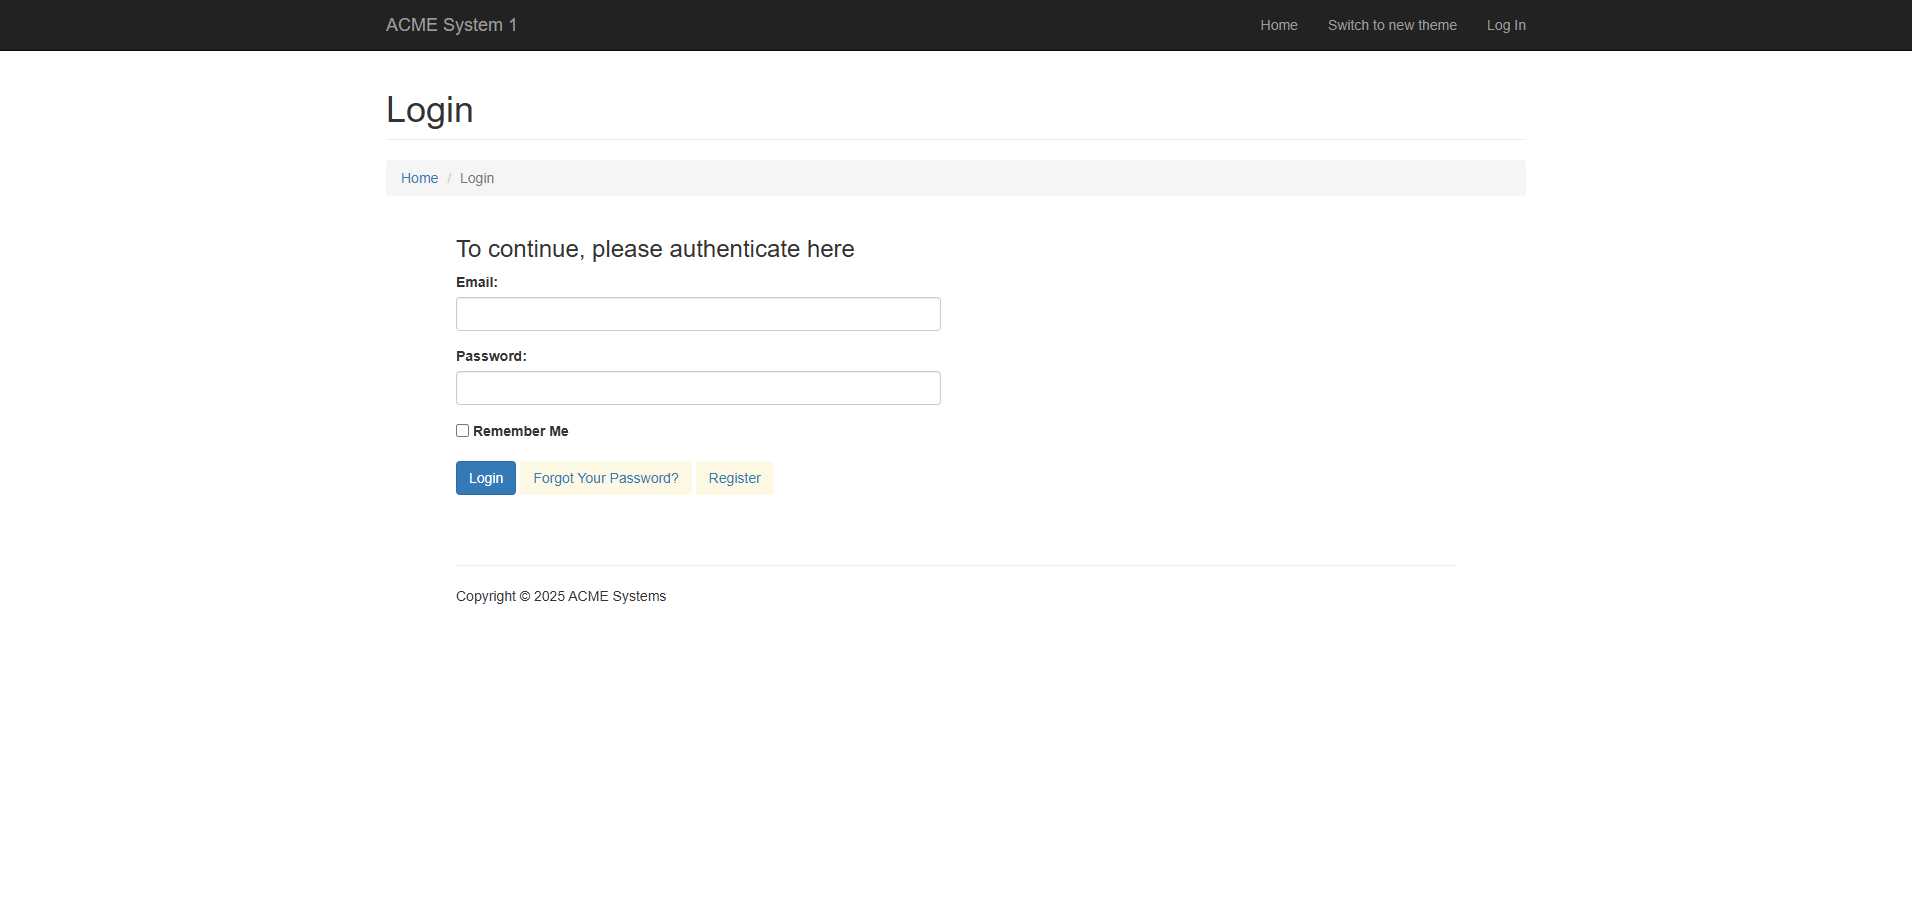 ACME System 1 Home Switch to new theme Log In
Login
Home / Login
To continue, please authenticate here
Email:
Password:
Remember Me
Login Forgot Your Password? Register
Copyright © 2025 ACME Systems